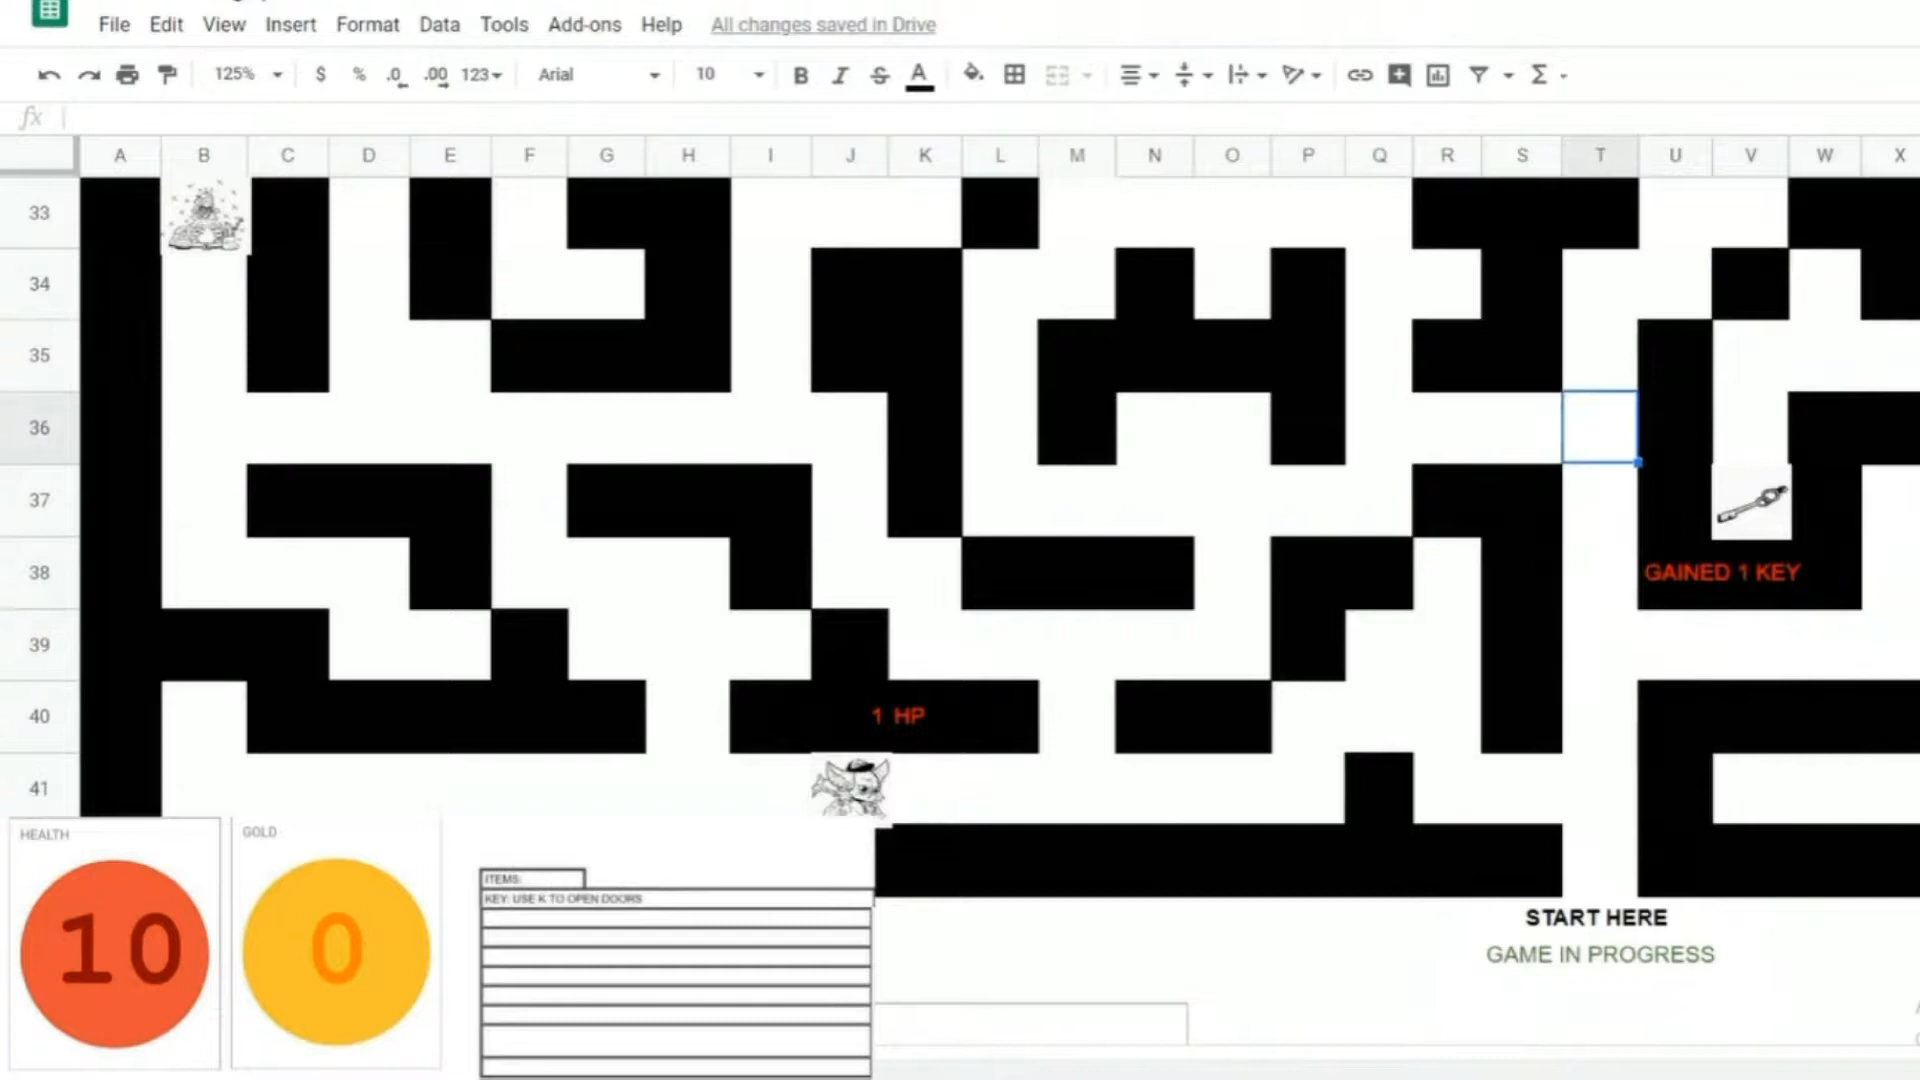 File Edit View Insert Format Data Tools Add-ons Help All changes saved in Drive
125% $ % .0 .00 123 Arial 10 B I S A
fx
A B C D E F G H I J K L M N O P Q R S T U V W X
33
34
35
36
37
38 GAINED 1 KEY
39
40 1 HP
41
HEALTH GOLD
10 0
ITEMS:
KEY: USE K TO OPEN DOORS
START HERE
GAME IN PROGRESS